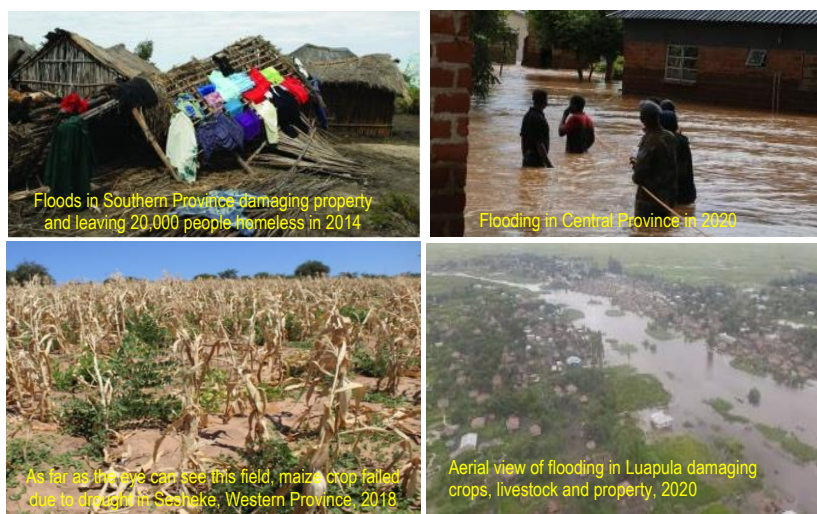 Floods in Southern Province damaging property
and leaving 20,000 people homeless in 2014
Flooding in Central Province in 2020
As far as the eye can see this field, maize crop failed
due to drought in Sesheke, Western Province, 2018
Aerial view of flooding in Luapula damaging
crops, livestock and property, 2020